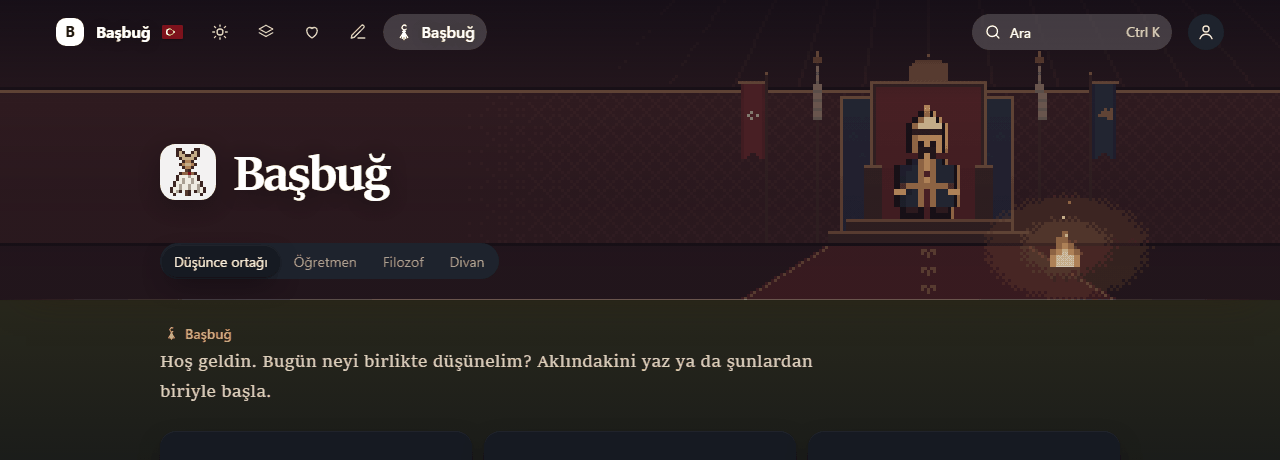 B Başbuğ Başbuğ Ara Ctrl K
Başbuğ
Düşünce ortağı Öğretmen Filozof Divan
Başbuğ
Hoş geldin. Bugün neyi birlikte düşünelim? Aklındakini yaz ya da şunlardan
biriyle başla.